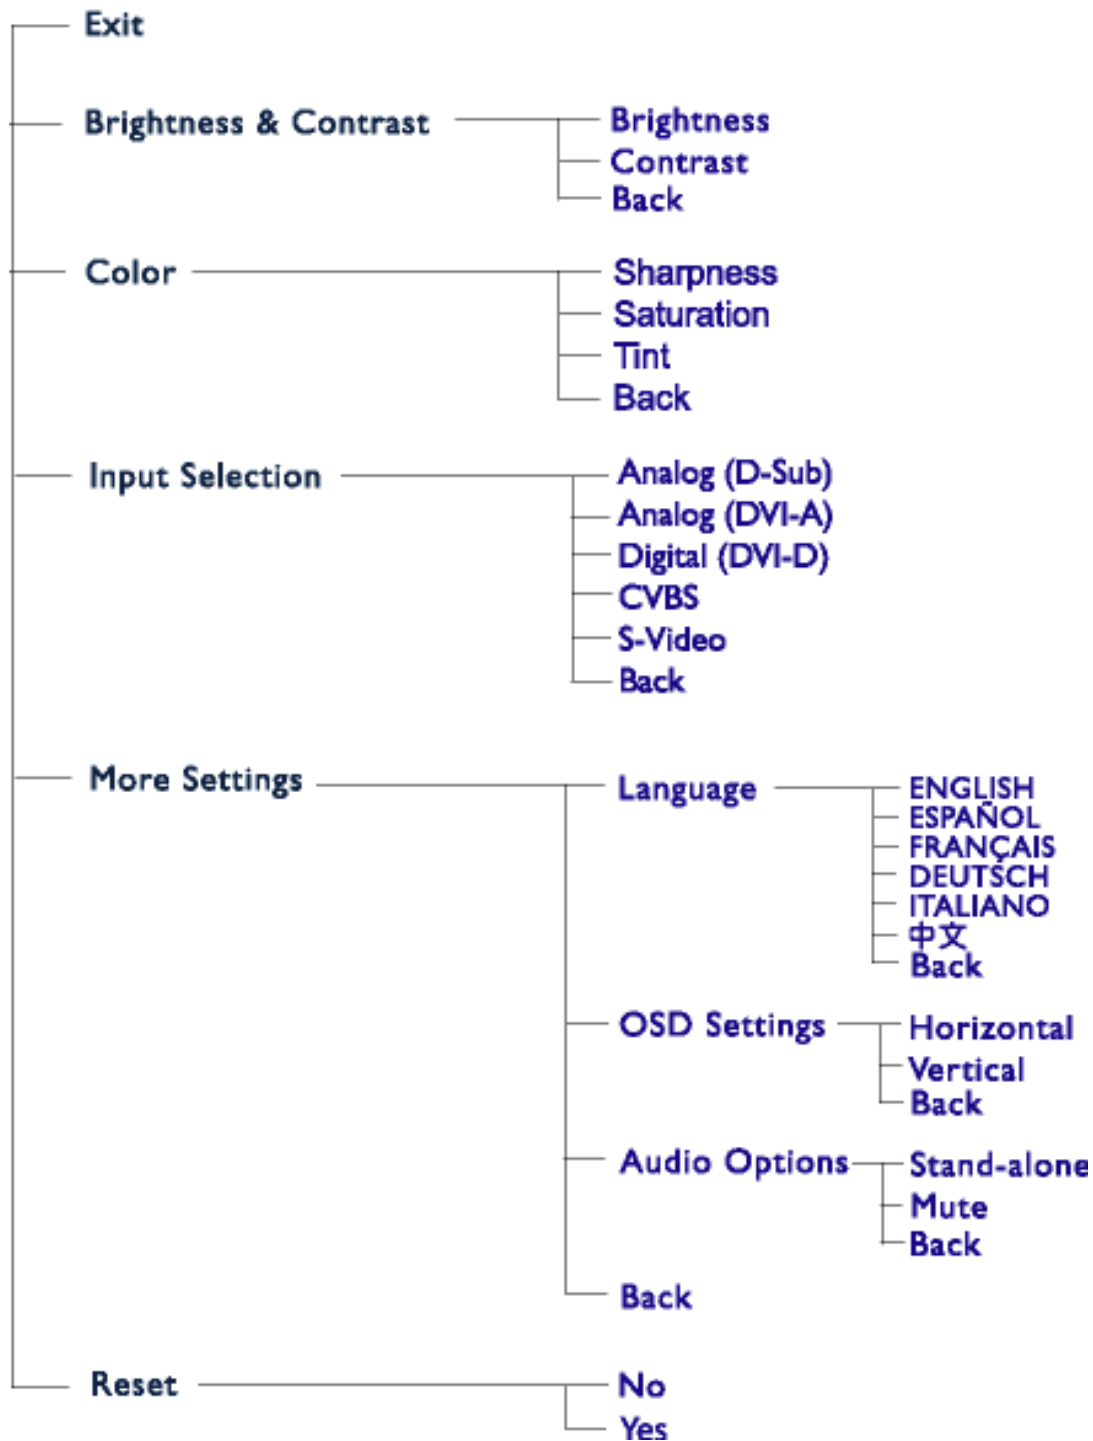 Exit
Brightness & Contrast
Brightness
Contrast
Back
Color
Sharpness
Saturation
Tint
Back
Input Selection
Analog (D-Sub)
Analog (DVI-A)
Digital (DVI-D)
CVBS
S-Video
Back
More Settings
Language
ENGLISH
ESPAÑOL
FRANÇAIS
DEUTSCH
ITALIANO
中文
Back
OSD Settings
Horizontal
Vertical
Back
Audio Options
Stand-alone
Mute
Back
Back
Reset
No
Yes